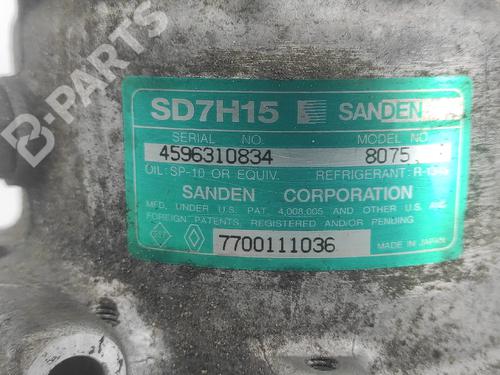 B-PARTS
SD7H15 SANDEN
SERIAL NO. MODEL NO.
4596310834 8075
OIL: SP-10 OR EQUIV. REFRIGERANT:
SANDEN CORPORATION
MFD, UNDER U.S. PAT. 4,008,005 AND OTHER U.S. AND
FOREIGN PATENTS, REGISTERED AND/OR PENDING
7700111036 MADE IN JAPAN